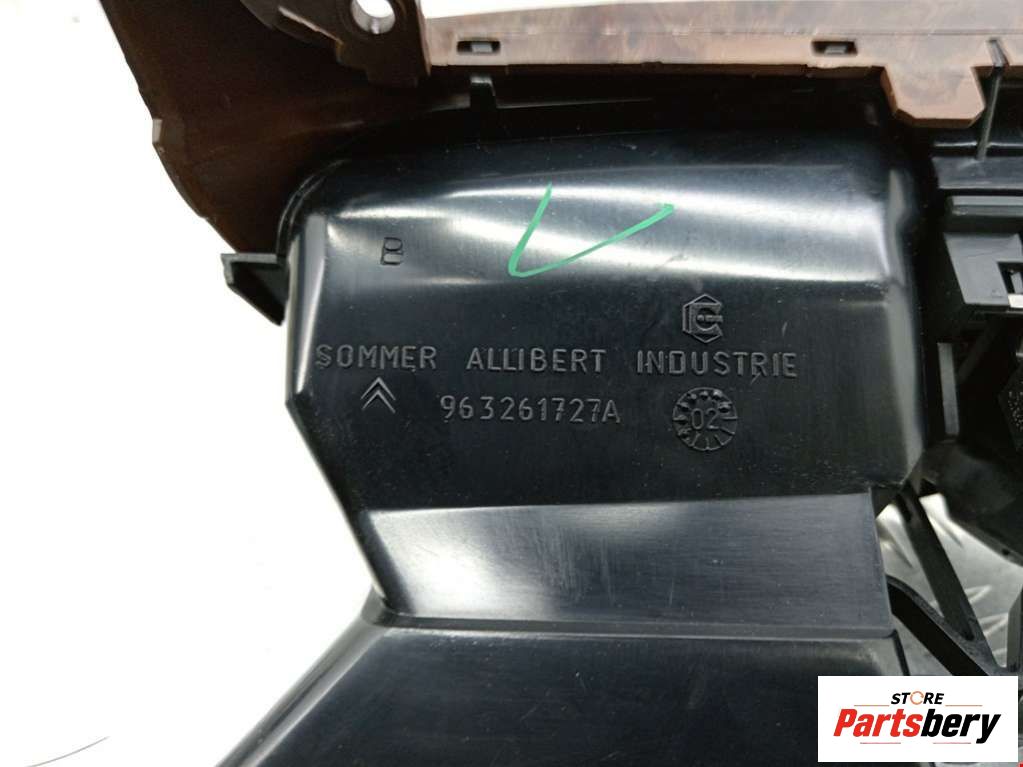 B
SOMMER ALLIBERT INDUSTRIE
963261727A
02
STORE
Partsbery